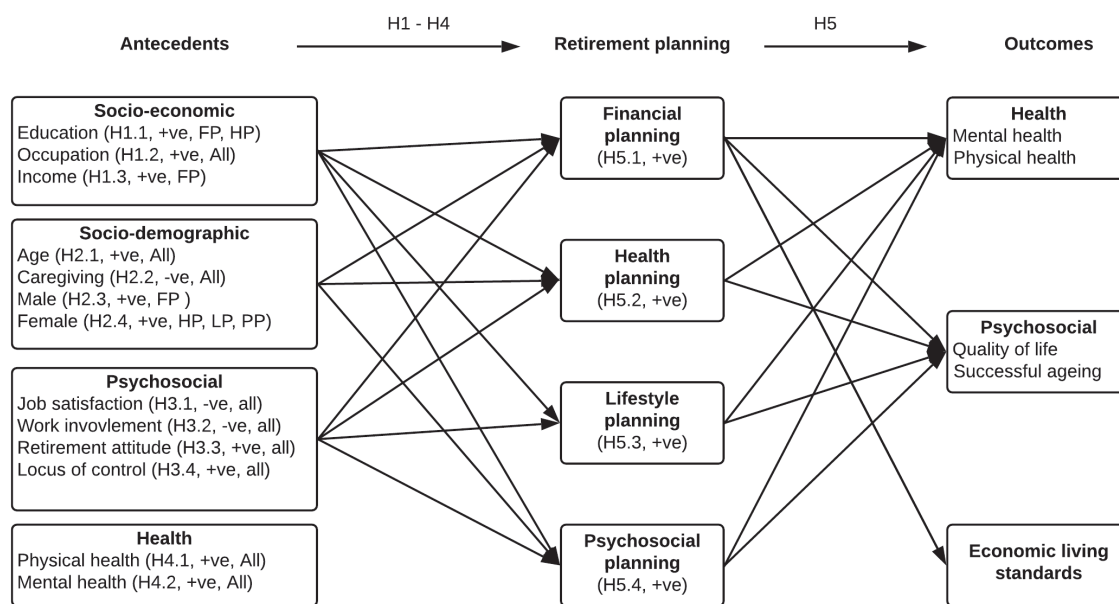 H1 - H4
H5
Antecedents
Retirement planning
Outcomes
Socio-economic
Education (H1.1, +ve, FP, HP)
Occupation (H1.2, +ve, All)
Income (H1.3, +ve, FP)
Socio-demographic
Age (H2.1, +ve, All)
Caregiving (H2.2, -ve, All)
Male (H2.3, +ve, FP )
Female (H2.4, +ve, HP, LP, PP)
Psychosocial
Job satisfaction (H3.1, -ve, all)
Work invovlement (H3.2, -ve, all)
Retirement attitude (H3.3, +ve, all)
Locus of control (H3.4, +ve, all)
Health
Physical health (H4.1, +ve, All)
Mental health (H4.2, +ve, All)
Financial
planning
(H5.1, +ve)
Health
planning
(H5.2, +ve)
Lifestyle
planning
(H5.3, +ve)
Psychosocial
planning
(H5.4, +ve)
Health
Mental health
Physical health
Psychosocial
Quality of life
Successful ageing
Economic living
standards